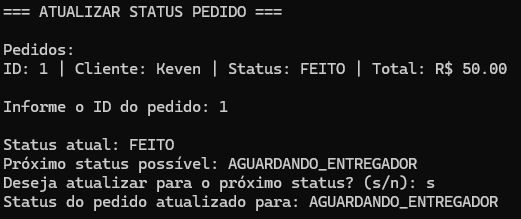 === ATUALIZAR STATUS PEDIDO ===
Pedidos:
ID: 1 | Cliente: Keven | Status: FEITO | Total: R$ 50.00
Informe o ID do pedido: 1
Status atual: FEITO
Próximo status possível: AGUARDANDO_ENTREGADOR
Deseja atualizar para o próximo status? (s/n): s
Status do pedido atualizado para: AGUARDANDO_ENTREGADOR